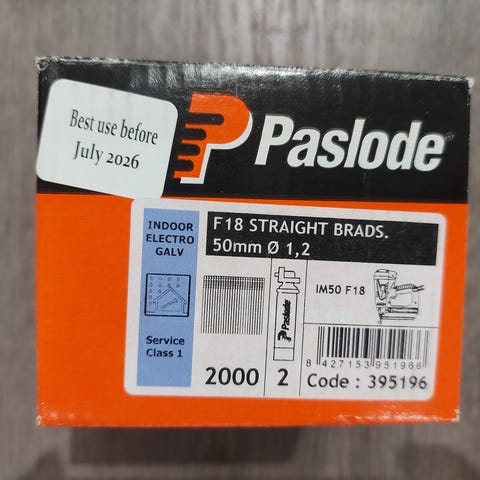 Best use before
July 2026
Paslode
INDOOR
ELECTRO
GALV
Service
Class 1
F18 STRAIGHT BRADS.
50mm Ø 1,2
Paslode
IM50 F18
2000
2
8 427153 951966
Code : 395196